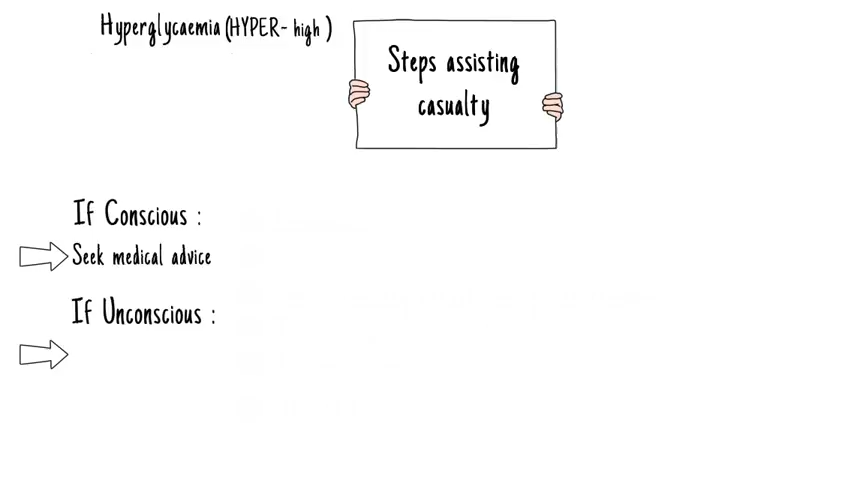 Hyperglycaemia (HYPER- high )
Steps assisting
casualty
If Conscious :
Seek medical advice
If Unconscious :